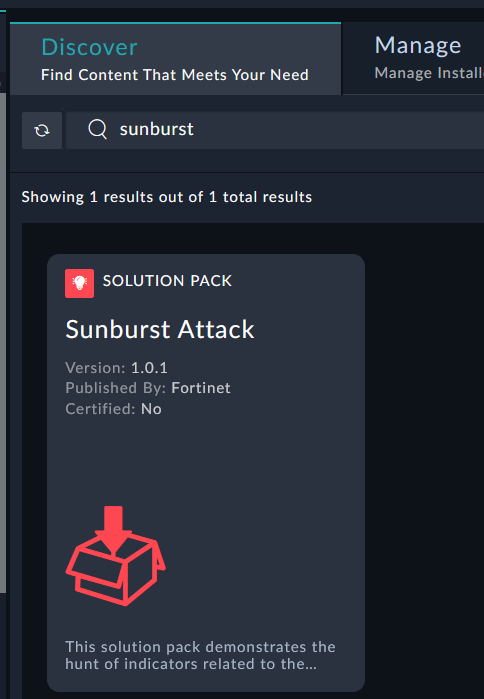 Discover
Find Content That Meets Your Need
Manage
Manage
sunburst
Showing 1 results out of 1 total results
SOLUTION PACK
Sunburst Attack
Version: 1.0.1
Published By: Fortinet
Certified: No
This solution pack demonstrates the
hunt of indicators related to the...